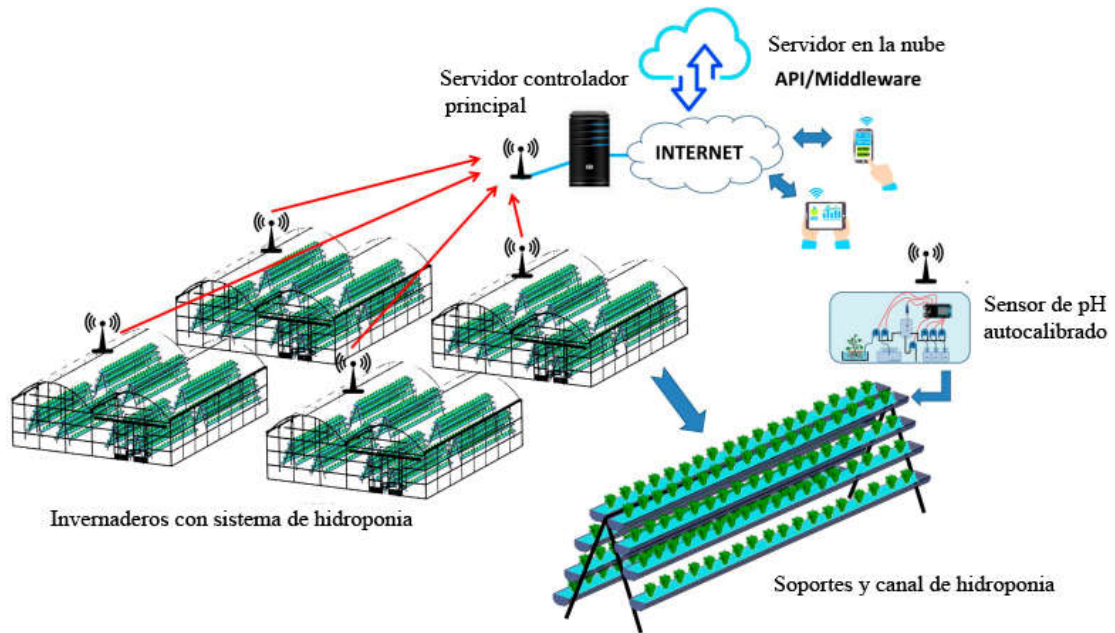 Servidor en la nube
API/Middleware
Servidor controlador
principal
INTERNET
Sensor de pH
autocalibrado
Invernaderos con sistema de hidroponia
Soportes y canal de hidroponia